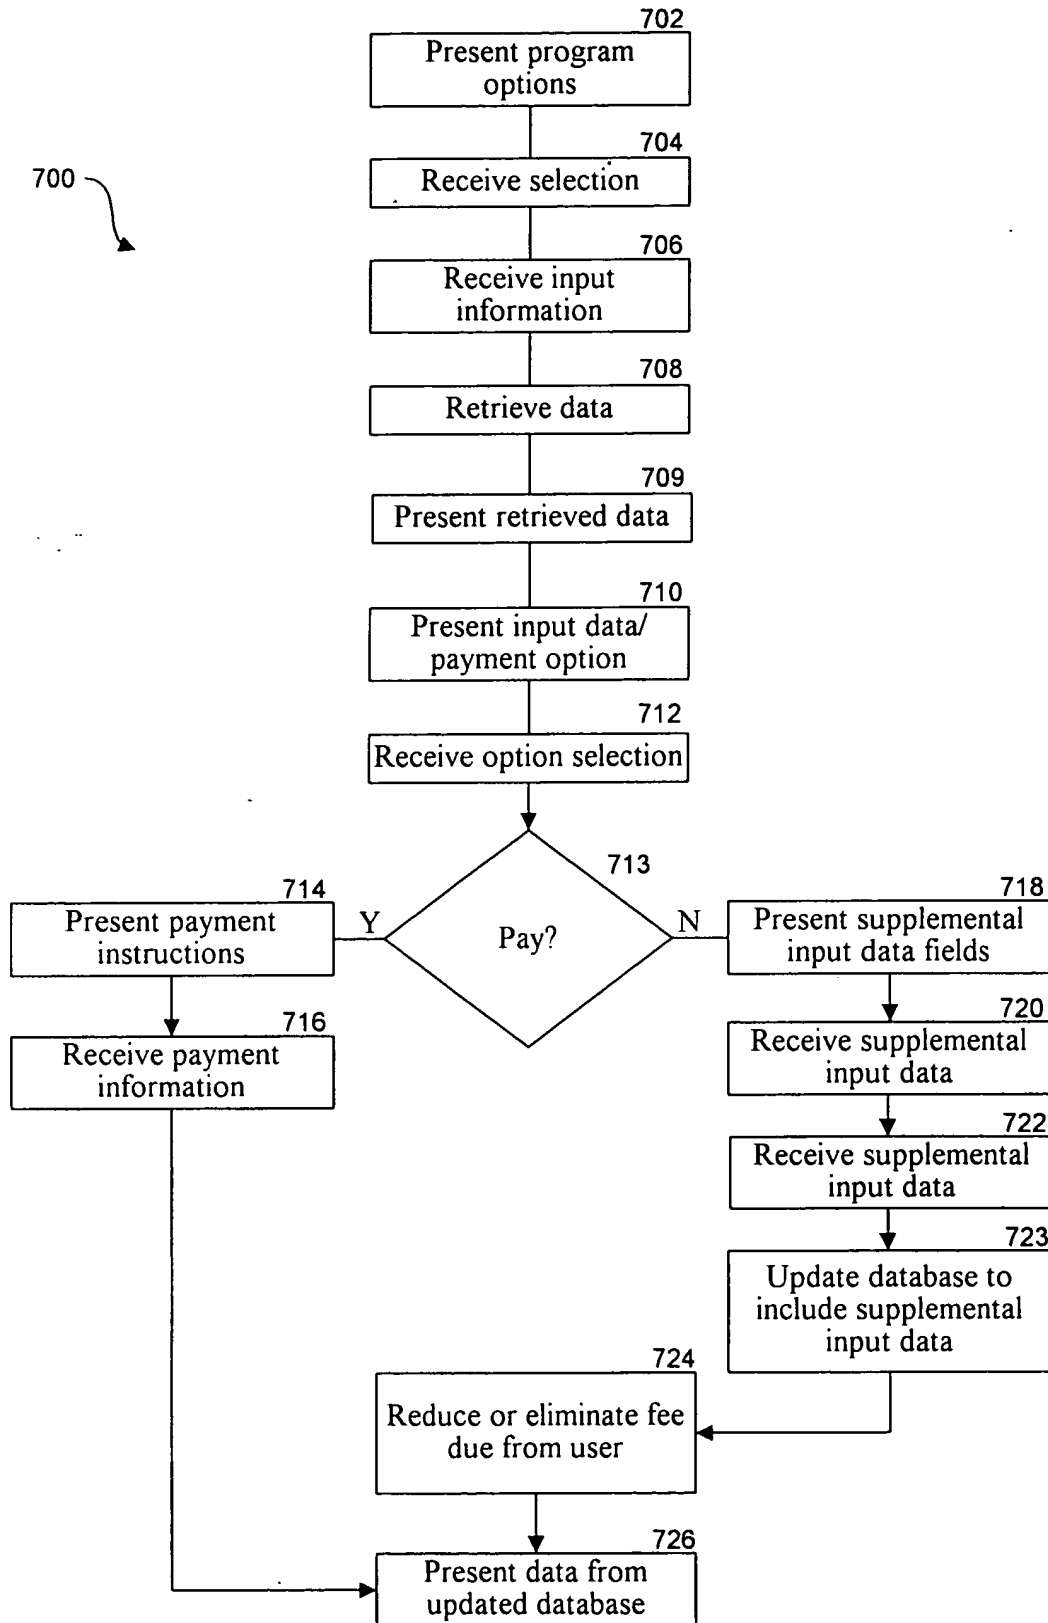 702
Present program
options
704
Receive selection
700
706
Receive input
information
708
Retrieve data
709
Present retrieved data
710
Present input data/
payment option
712
Receive option selection
713
Pay?
Y
N
714
Present payment
instructions
716
Receive payment
information
718
Present supplemental
input data fields
720
Receive supplemental
input data
722
Receive supplemental
input data
723
Update database to
include supplemental
input data
724
Reduce or eliminate fee
due from user
726
Present data from
updated database